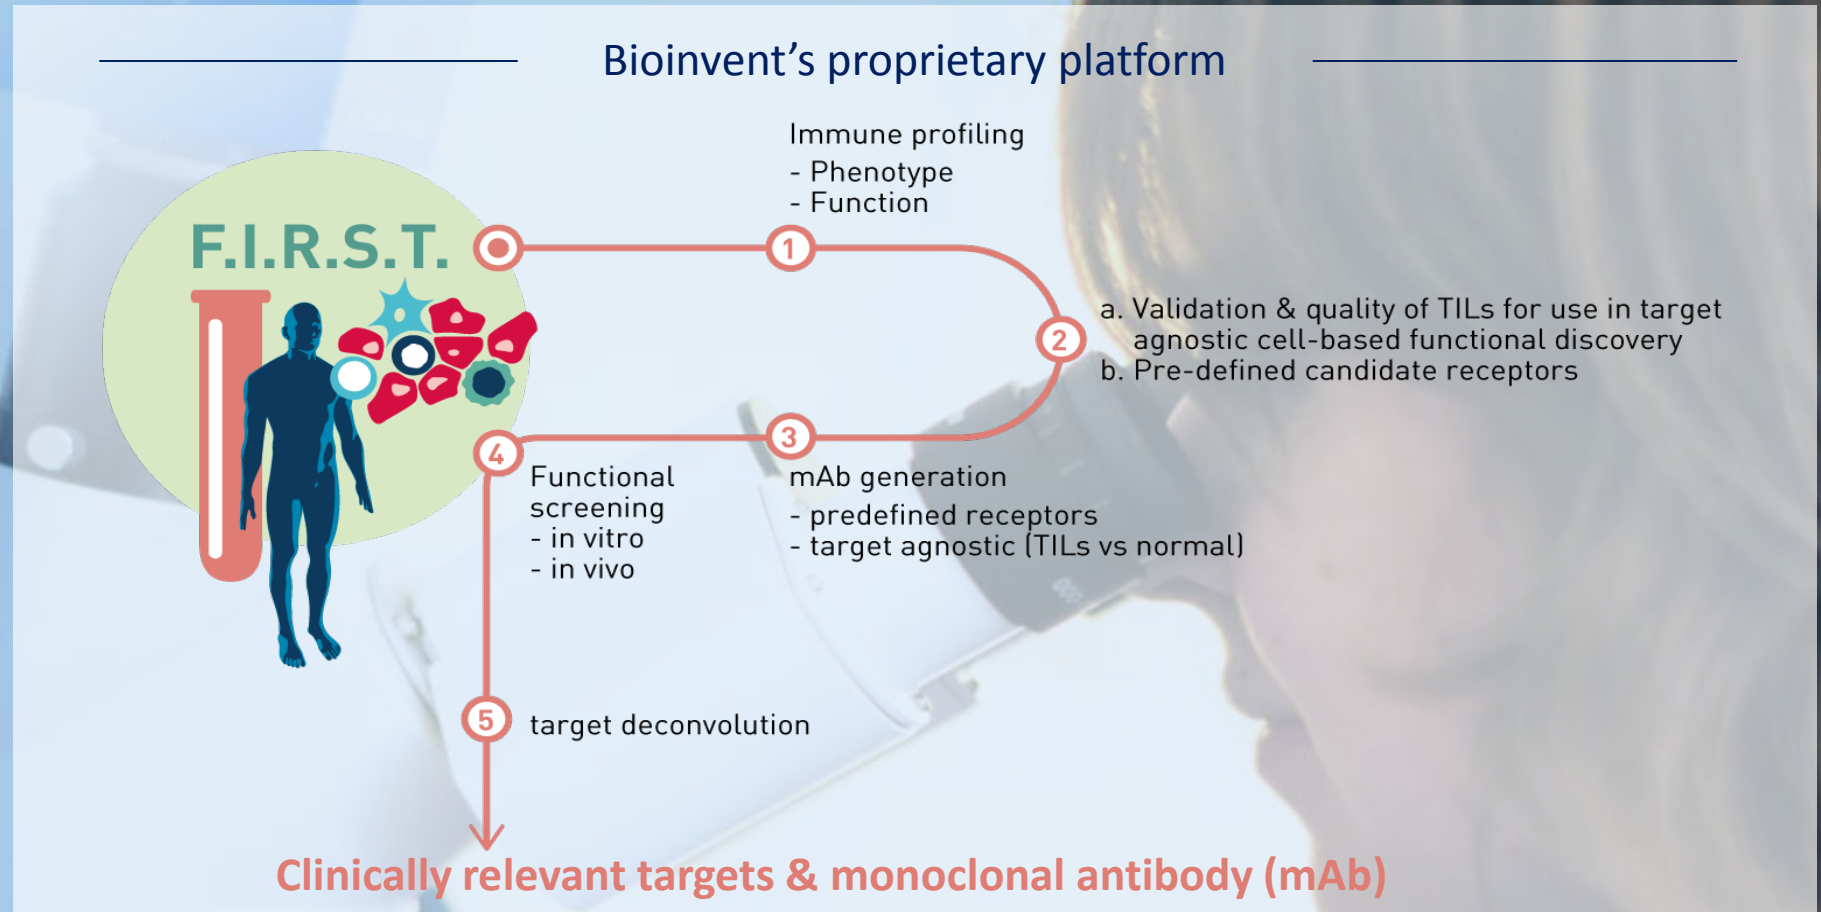 Bioinvent’s proprietary platform
Immune profiling
- Phenotype
- Function
F.I.R.S.T.
1
2
a. Validation & quality of TILs for use in target
agnostic cell-based functional discovery
b. Pre-defined candidate receptors
3
4
Functional
screening
- in vitro
- in vivo
mAb generation
- predefined receptors
- target agnostic (TILs vs normal)
5
target deconvolution
Clinically relevant targets & monoclonal antibody (mAb)